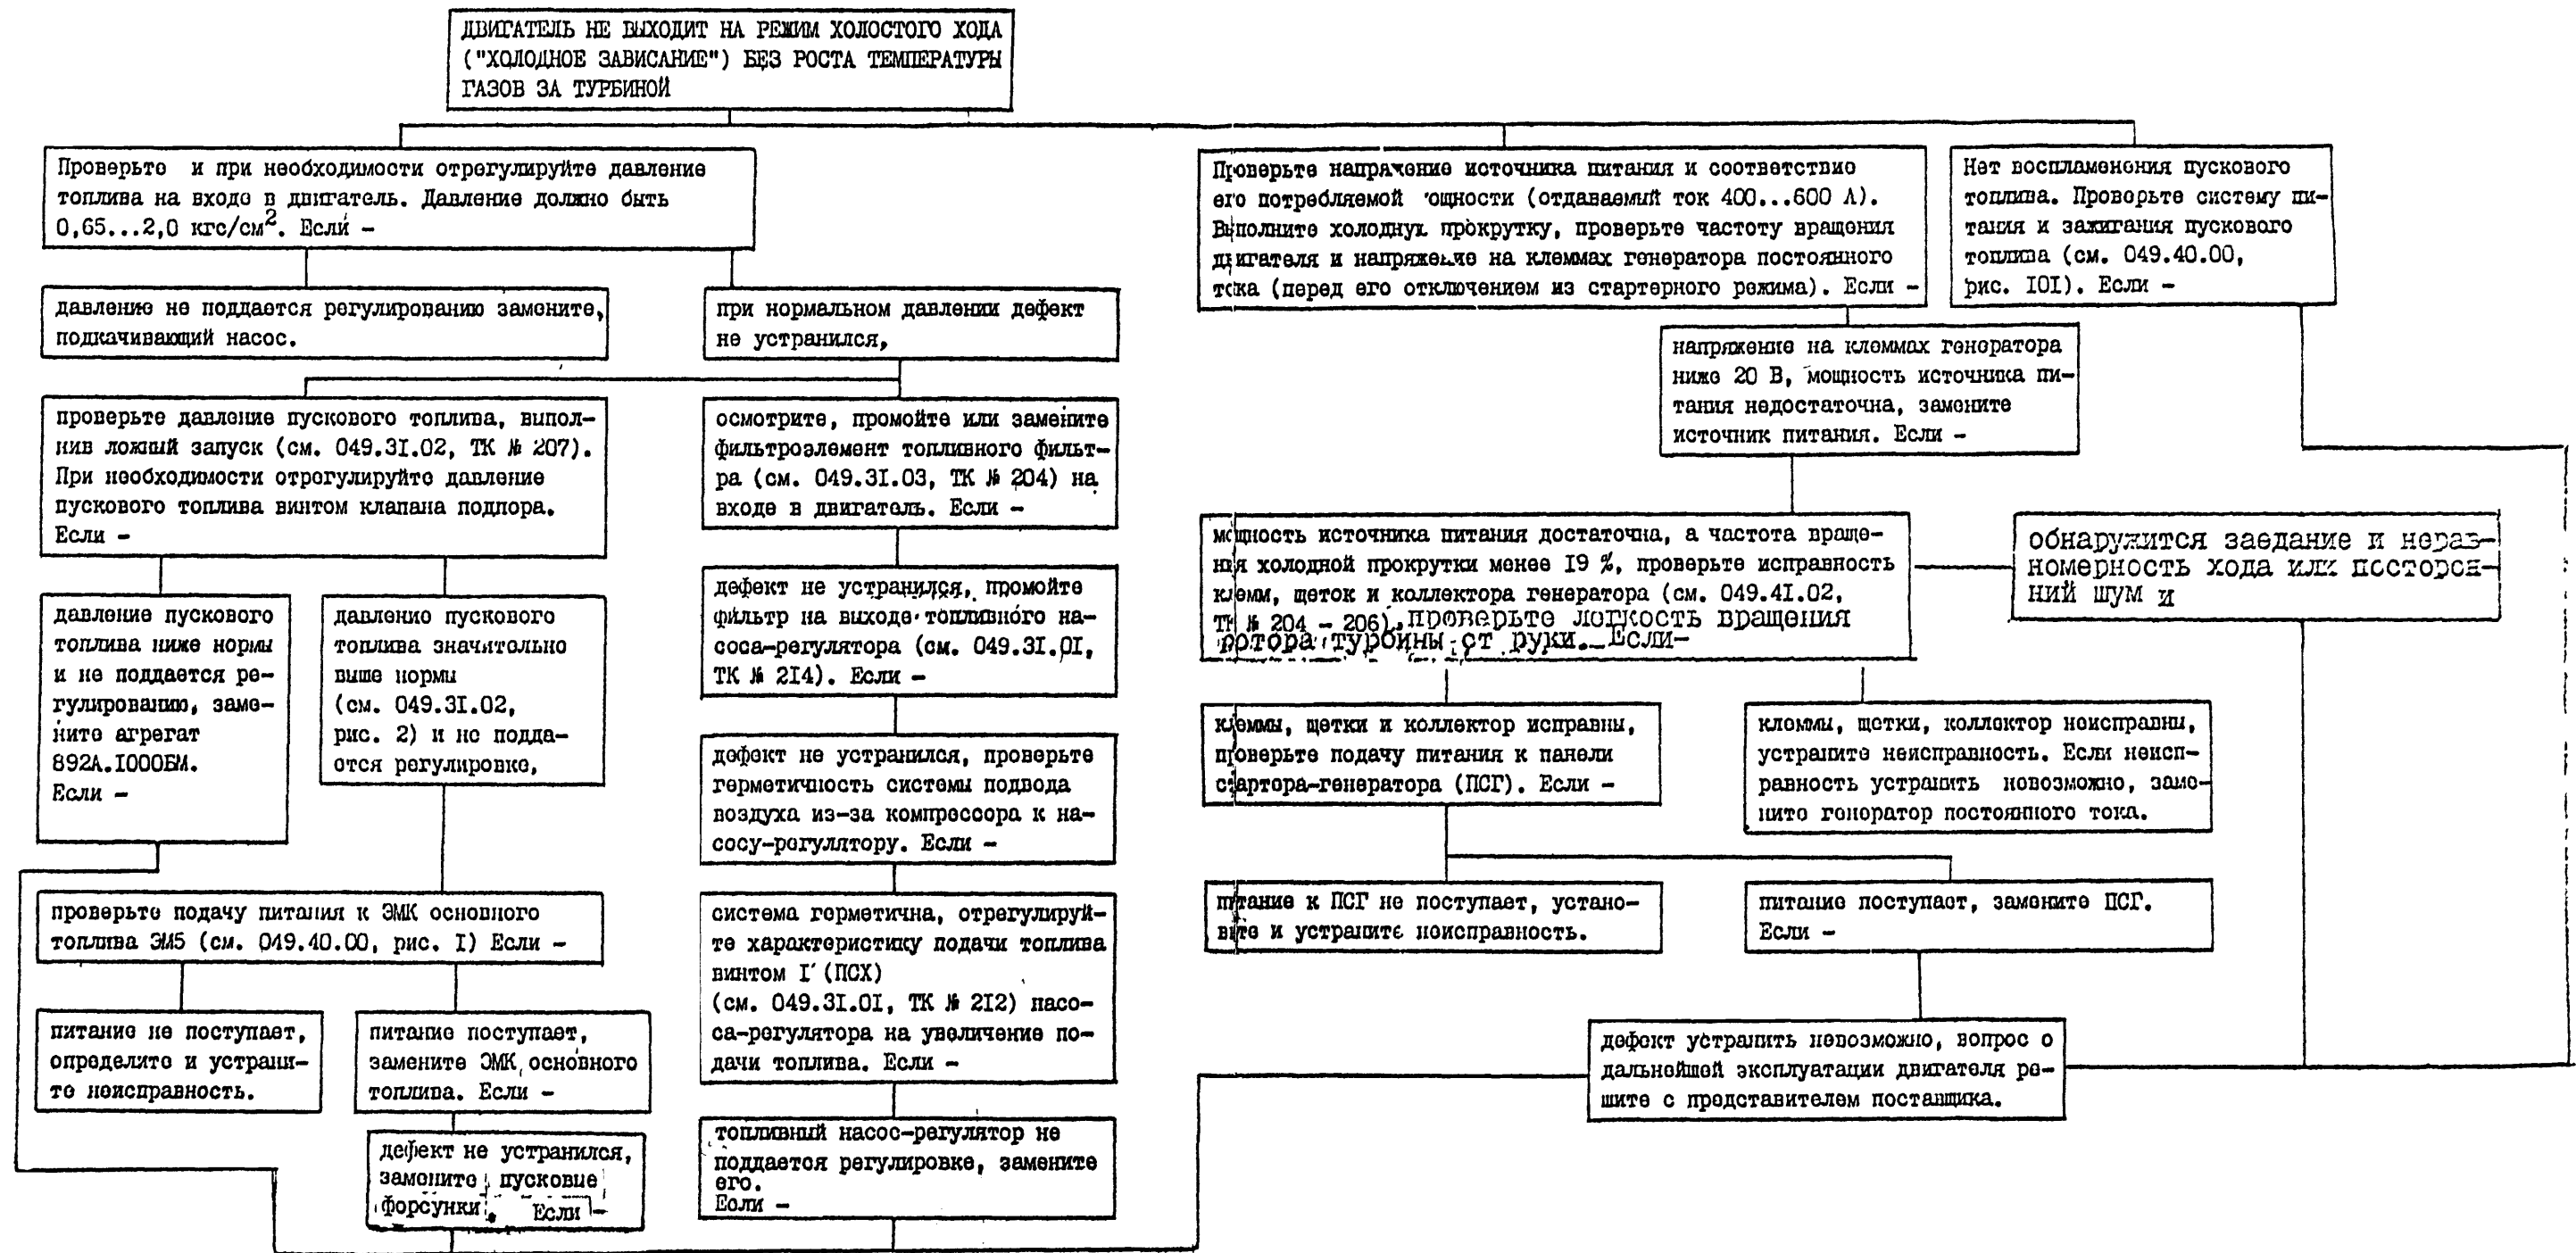 ДВИГАТЕЛЬ НЕ ВЫХОДИТ НА РЕЖИМ ХОЛОСТОГО ХОДА
("ХОЛОДНОЕ ЗАВИСАНИЕ") БЕЗ РОСТА ТЕМПЕРАТУРЫ
ГАЗОВ ЗА ТУРБИНОЙ
Проверьте и при необходимости отрегулируйте давление
топлива на входе в двигатель. Давление должно быть
0,65...2,0 кгс/см². Если –
давление не поддается регулированию замените,
подкачивающий насос.
при нормальном давлении дефект
не устранился,
проверьте давление пускового топлива, выпол-
нив ложный запуск (см. 049.31.02, ТК № 207).
При необходимости отрегулируйте давление
пускового топлива винтом клапана подпора.
Если –
давление пускового
топлива ниже нормы
и не поддается ре-
гулированию, заме-
ните агрегат
892А.1000БМ.
Если –
давление пускового
топлива значительно
выше нормы
(см. 049.31.02,
рис. 2) и не подда-
ется регулировке,
проверьте подачу питания к ЭМК основного
топлива ЭМ5 (см. 049.40.00, рис. 1) Если –
питание не поступает,
определите и устрани-
те неисправность.
питание поступает,
замените ЭМК основного
топлива. Если –
дефект не устранился,
замените пусковые
форсунки. Если –
осмотрите, промойте или замените
фильтроэлемент топливного фильт-
ра (см. 049.31.03, ТК № 204) на
входе в двигатель. Если –
дефект не устранился, промойте
фильтр на выходе топливного на-
соса-регулятора (см. 049.31.01,
ТК № 214). Если –
дефект не устранился, проверьте
герметичность системы подвода
воздуха из-за компрессора к на-
сосу-регулятору. Если –
система герметична, отрегулируй-
те характеристику подачи топлива
винтом 1 (ПСХ)
(см. 049.31.01, ТК № 212) насо-
са-регулятора на увеличение по-
дачи топлива. Если –
топливный насос-регулятор не
поддается регулировке, замените
его.
Если –
Проверьте напряжение источника питания и соответствие
его потребляемой мощности (отдаваемый ток 400...600 А).
Выполните холодную прокрутку, проверьте частоту вращения
двигателя и напряжение на клеммах генератора постоянного
тока (перед его отключением из стартерного режима). Если –
Нет воспламенения пускового
топлива. Проверьте систему пи-
тания и зажигания пускового
топлива (см. 049.40.00,
рис. 101). Если –
напряжение на клеммах генератора
ниже 20 В, мощность источника пи-
тания недостаточна, замените
источник питания. Если –
мощность источника питания достаточна, а частота враще-
ния холодной прокрутки менее 19 %, проверьте исправность
клемм, щеток и коллектора генератора (см. 049.41.02,
ТК № 204 – 206), проверьте легкость вращения
ротора турбины от руки. Если–
обнаружится заедание и нерав-
номерность хода или посторон-
ний шум и
клеммы, щетки и коллектор исправны,
проверьте подачу питания к панели
стартера-генератора (ПСГ). Если –
клеммы, щетки, коллектор неисправны,
устраните неисправность. Если неисп-
равность устранить невозможно, заме-
ните генератор постоянного тока.
питание к ПСГ не поступает, устано-
вите и устраните неисправность.
питание поступает, замените ПСГ.
Если –
дефект устранить невозможно, вопрос о
дальнейшей эксплуатации двигателя ре-
шите с представителем поставщика.